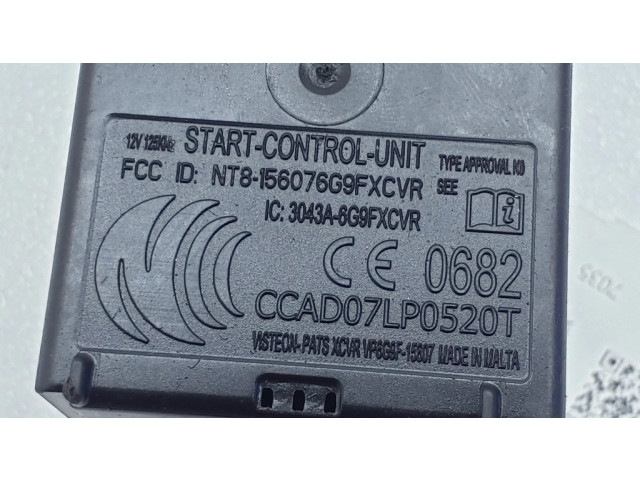 12V 125KHz START-CONTROL-UNIT TYPE APPROVAL NO
FCC ID: NT8-156076G9FXCVR SEE
IC: 3043A-6G9FXCVR
CE 0682
CCAD07LP0520T
VISTEON-PATS XCVR VP6G9F-15607 MADE IN MALTA
7035